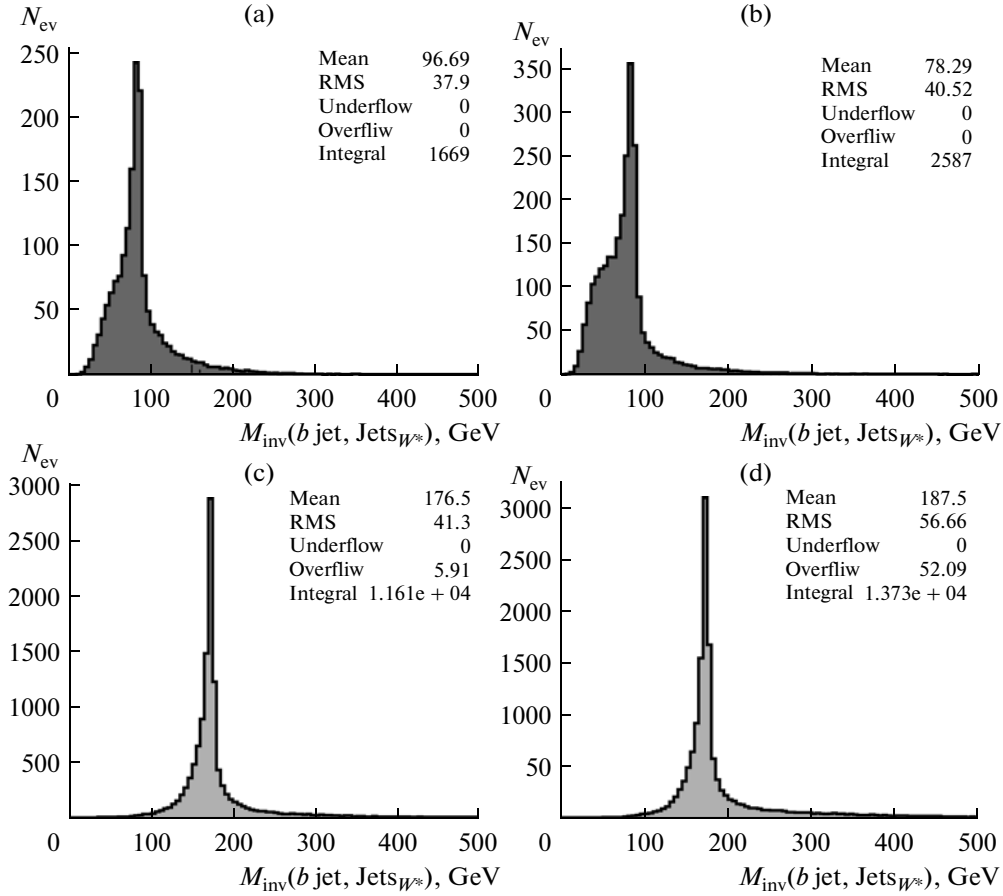 (a)
N_ev
250
200
150
100
50
0
Mean 96.69
RMS 37.9
Underflow 0
Overfliw 0
Integral 1669
100 200 300 400 500
M_inv(b jet, Jets_W*), GeV
(b)
N_ev
350
300
250
200
150
100
50
0
Mean 78.29
RMS 40.52
Underflow 0
Overfliw 0
Integral 2587
100 200 300 400 500
M_inv(b jet, Jets_W*), GeV
(c)
N_ev
3000
2500
2000
1500
1000
500
0
Mean 176.5
RMS 41.3
Underflow 0
Overfliw 5.91
Integral 1.161e + 04
100 200 300 400 500
M_inv(b jet, Jets_W*), GeV
(d)
N_ev
3000
2500
2000
1500
1000
50
0
Mean 187.5
RMS 56.66
Underflow 0
Overfliw 52.09
Integral 1.373e + 04
100 200 300 400 500
M_inv(b jet, Jets_W*), GeV